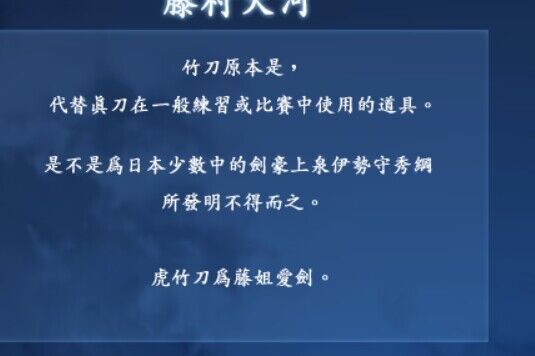 藤村大河
竹刀原本是，
代替眞刀在一般練習或比賽中使用的道具。
是不是爲日本少數中的劍豪上泉伊勢守秀綱
所發明不得而之。
虎竹刀爲藤姐愛劍。